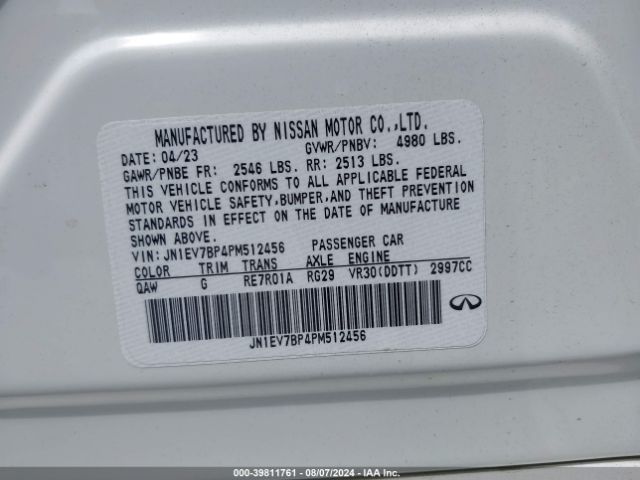 MANUFACTURED BY NISSAN MOTOR CO.,LTD.
DATE: 04/23 GVWR/PNBV: 4980 LBS.
GAWR/PNBE FR: 2546 LBS. RR: 2513 LBS.
THIS VEHICLE CONFORMS TO ALL APPLICABLE FEDERAL
MOTOR VEHICLE SAFETY,BUMPER,AND THEFT PREVENTION
STANDARDS IN EFFECT ON THE DATE OF MANUFACTURE
SHOWN ABOVE.
VIN: JN1EV7BP4PM512456 PASSENGER CAR
COLOR TRIM TRANS AXLE ENGINE
QAW G RE7R01A RG29 VR30(DDTT) 2997CC
JN1EV7BP4PM512456
000-39811761 - 08/07/2024 - IAA Inc.